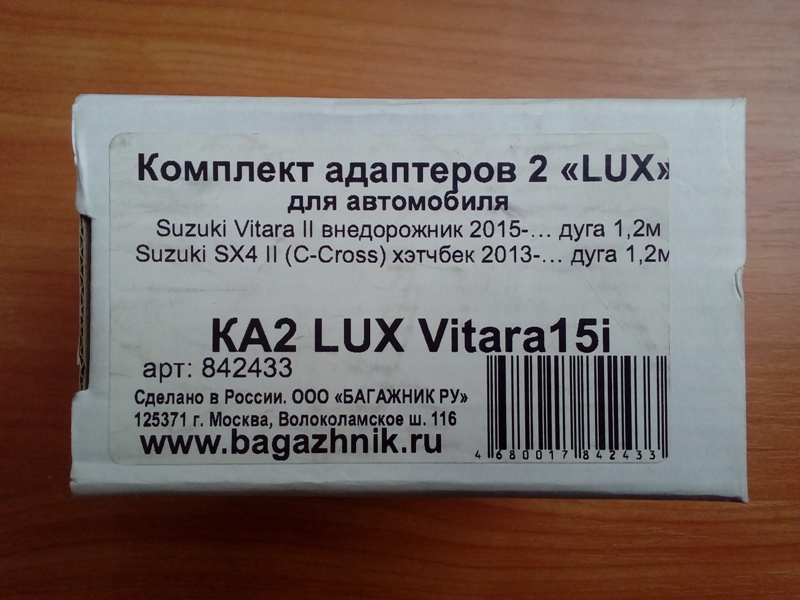 Комплект адаптеров 2 «LUX»
для автомобиля
Suzuki Vitara II внедорожник 2015-... дуга 1,2м
Suzuki SX4 II (C-Cross) хэтчбек 2013-... дуга 1,2м
КА2 LUX Vitara15i
арт: 842433
Сделано в России. ООО «БАГАЖНИК РУ»
125371 г. Москва, Волоколамское ш. 116
www.bagazhnik.ru
4 680017 842433